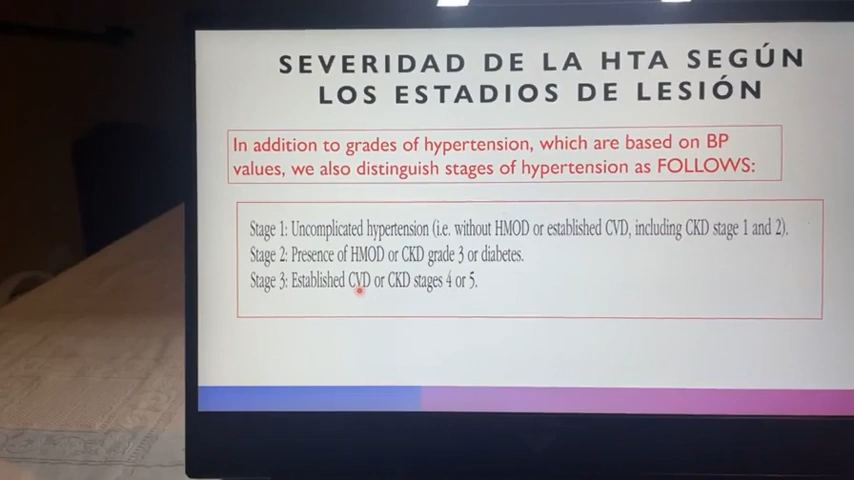 SEVERIDAD DE LA HTA SEGÚN
LOS ESTADIOS DE LESIÓN
In addition to grades of hypertension, which are based on BP
values, we also distinguish stages of hypertension as FOLLOWS:
Stage 1: Uncomplicated hypertension (i.e. without HMOD or established CVD, including CKD stage 1 and 2).
Stage 2: Presence of HMOD or CKD grade 3 or diabetes.
Stage 3: Established CVD or CKD stages 4 or 5.